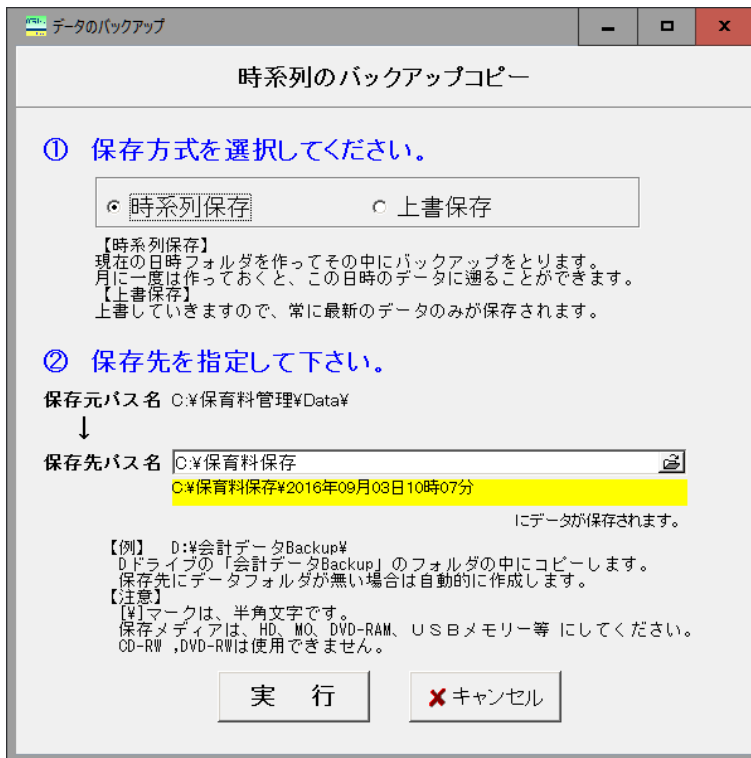 データのバックアップ
時系列のバックアップコピー
① 保存方式を選択してください。
時系列保存 上書保存
【時系列保存】
現在の日時フォルダを作ってその中にバックアップをとります。
月に一度は作っておくと、この日時のデータに遡ることができます。
【上書保存】
上書していきますので、常に最新のデータのみが保存されます。
② 保存先を指定して下さい。
保存元パス名 C:¥保育料管理¥Data¥
↓
保存先パス名 C:¥保育料保存
C:¥保育料保存¥2016年09月03日10時07分
にデータが保存されます。
【例】 D:¥会計データBackup¥
Dドライブの「会計データBackup」のフォルダの中にコピーします。
保存先にデータフォルダが無い場合は自動的に作成します。
【注意】
[¥]マークは、半角文字です。
保存メディアは、HD、MO、DVD-RAM、USBメモリー等 にしてください。
CD-RW ,DVD-RWは使用できません。
実 行 キャンセル